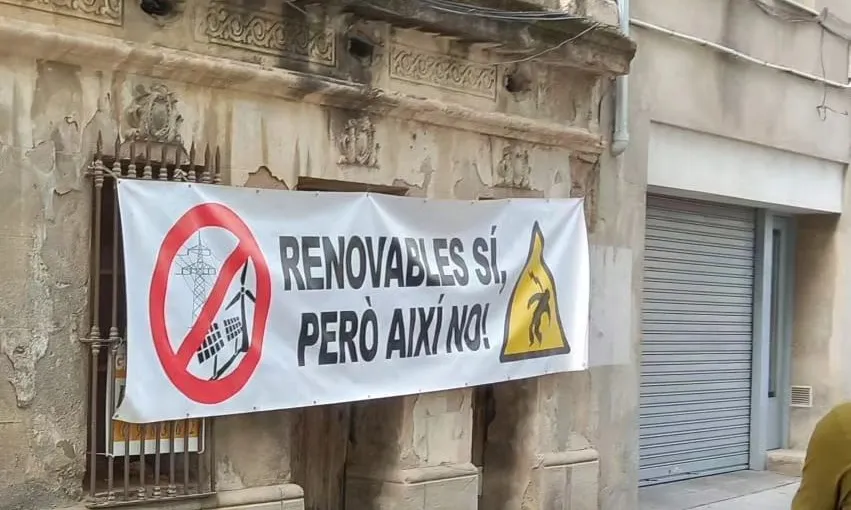 RENOVABLES SÍ,
PERÒ AIXÍ NO!